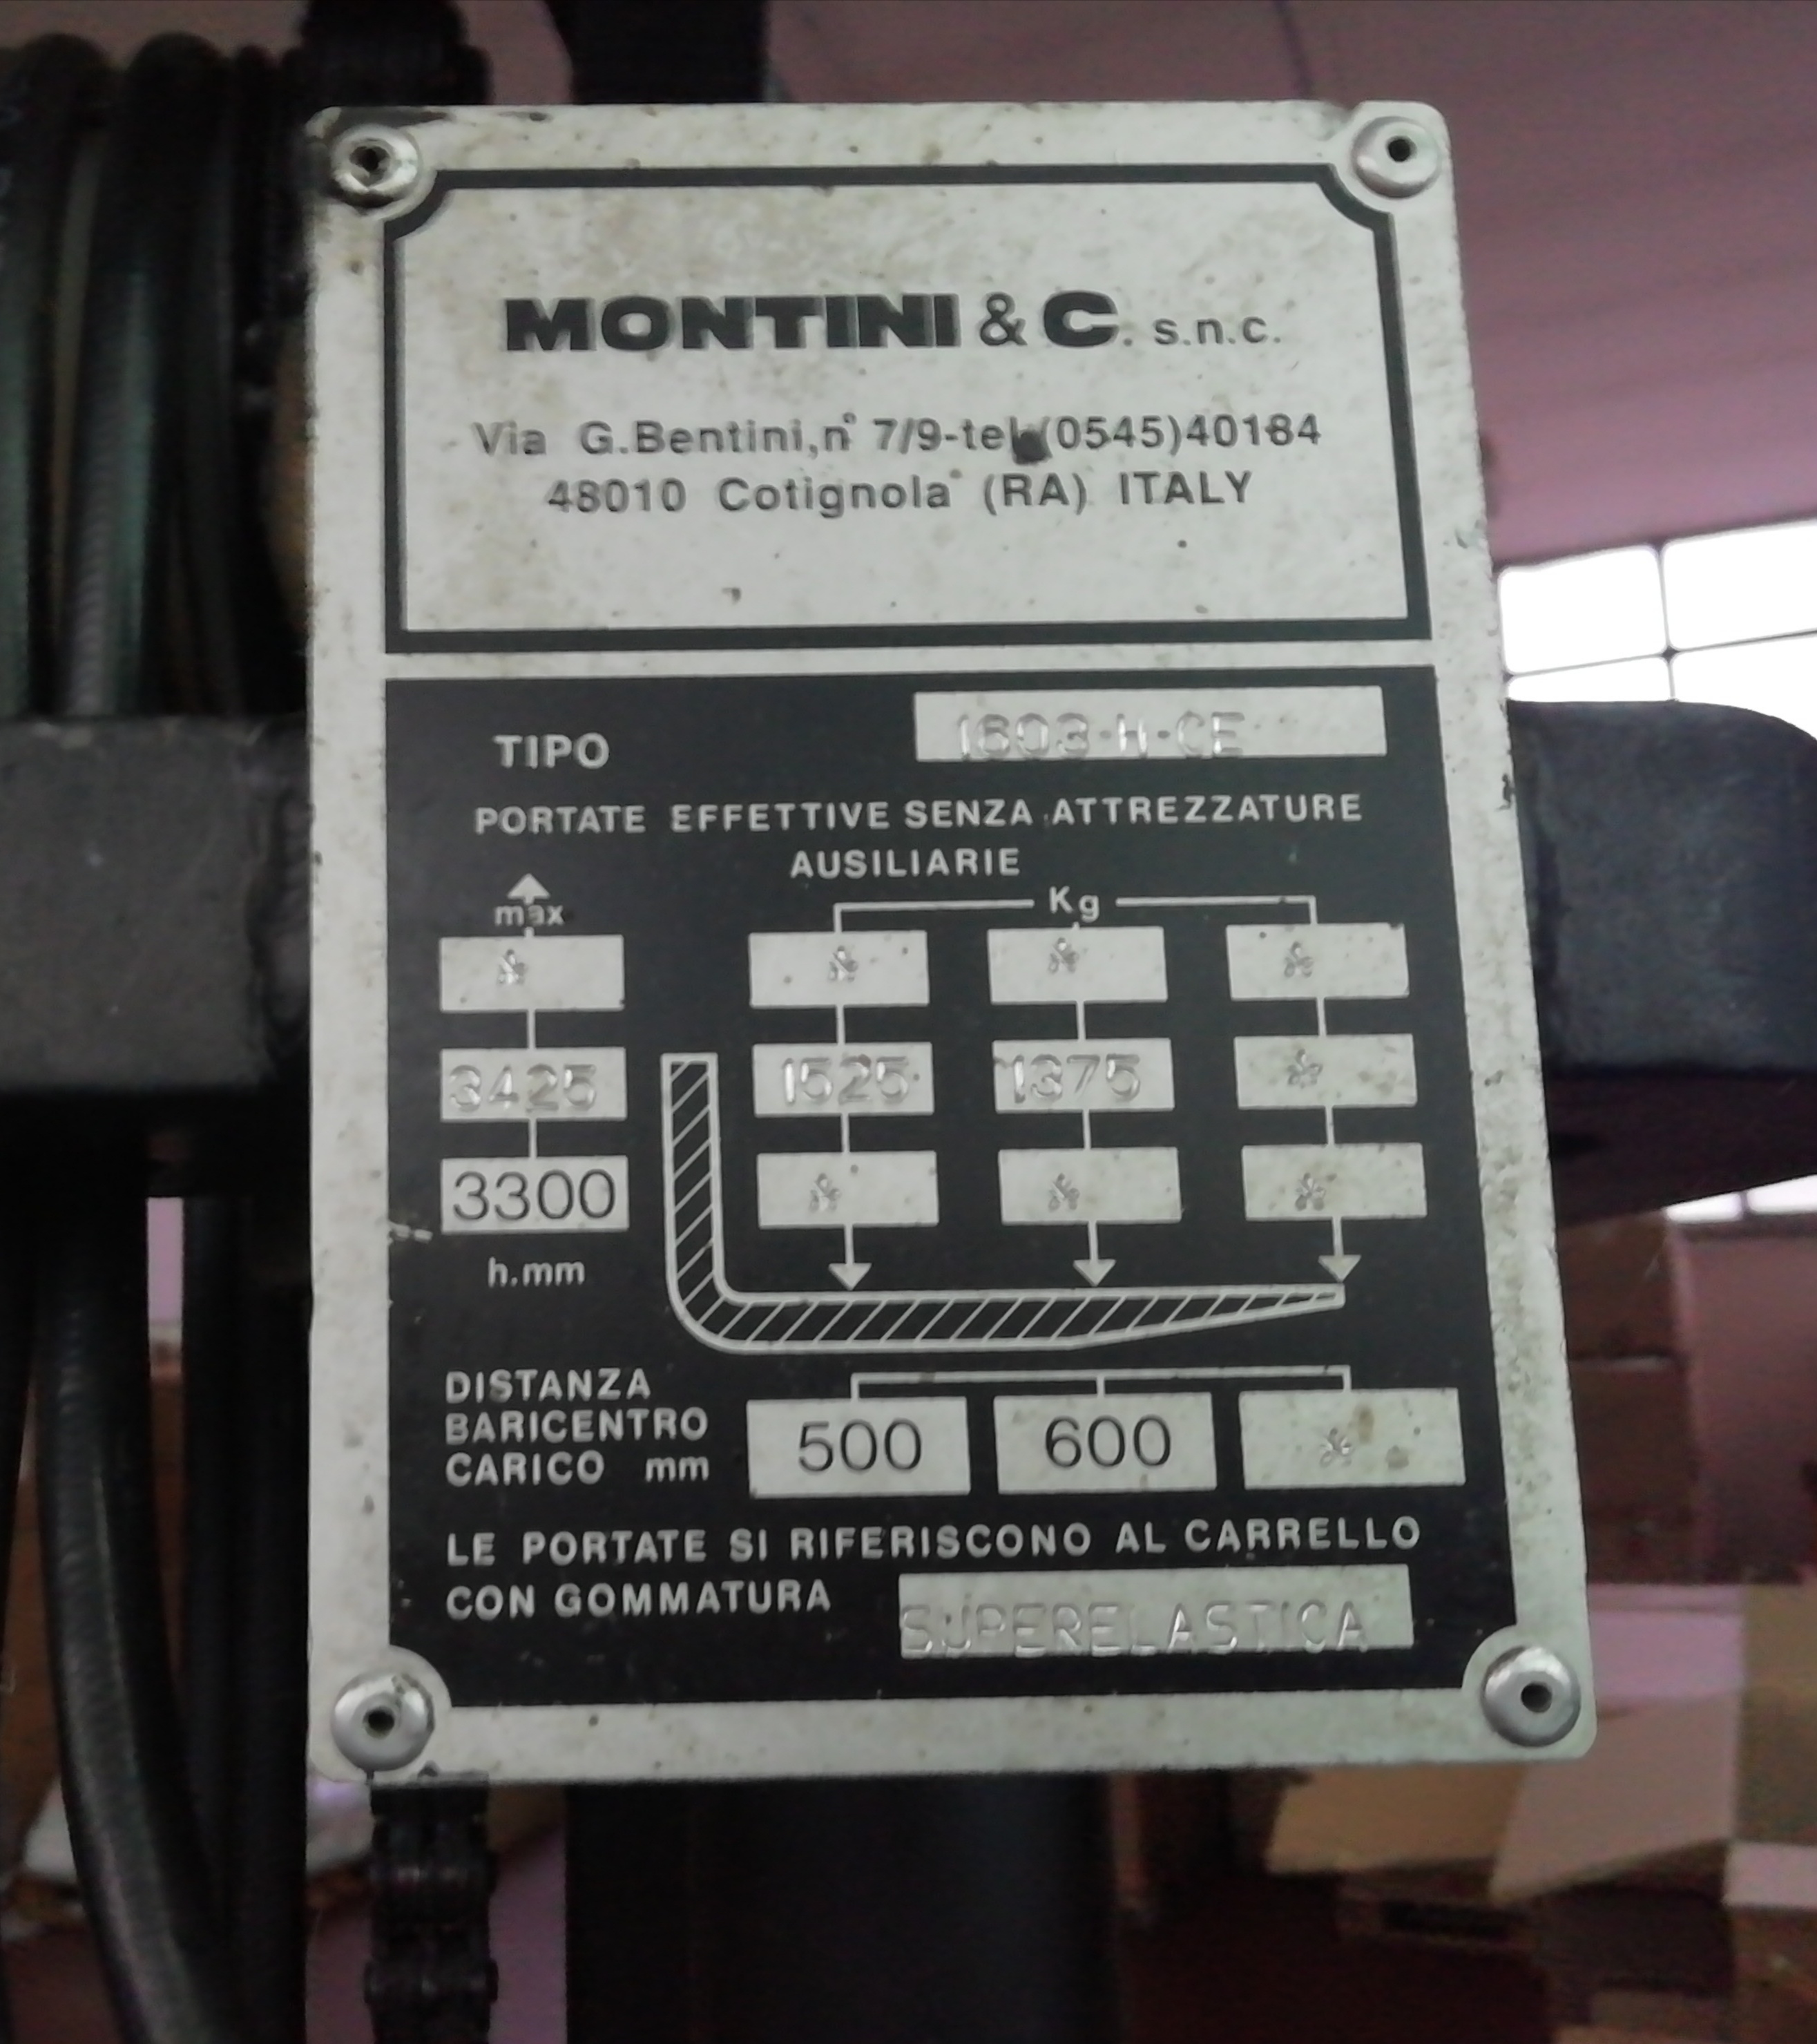 MONTINI & C. s.n.c.
Via G.Bentini,n° 7/9-tel.(0545)40184
48010 Cotignola (RA) ITALY
TIPO 1603-H-CE
PORTATE EFFETTIVE SENZA ATTREZZATURE
AUSILIARIE
max Kg
* * * *
3425 1525 1375 *
3300 * * *
h.mm
DISTANZA
BARICENTRO
CARICO mm 500 600 *
LE PORTATE SI RIFERISCONO AL CARRELLO
CON GOMMATURA SUPERELASTICA